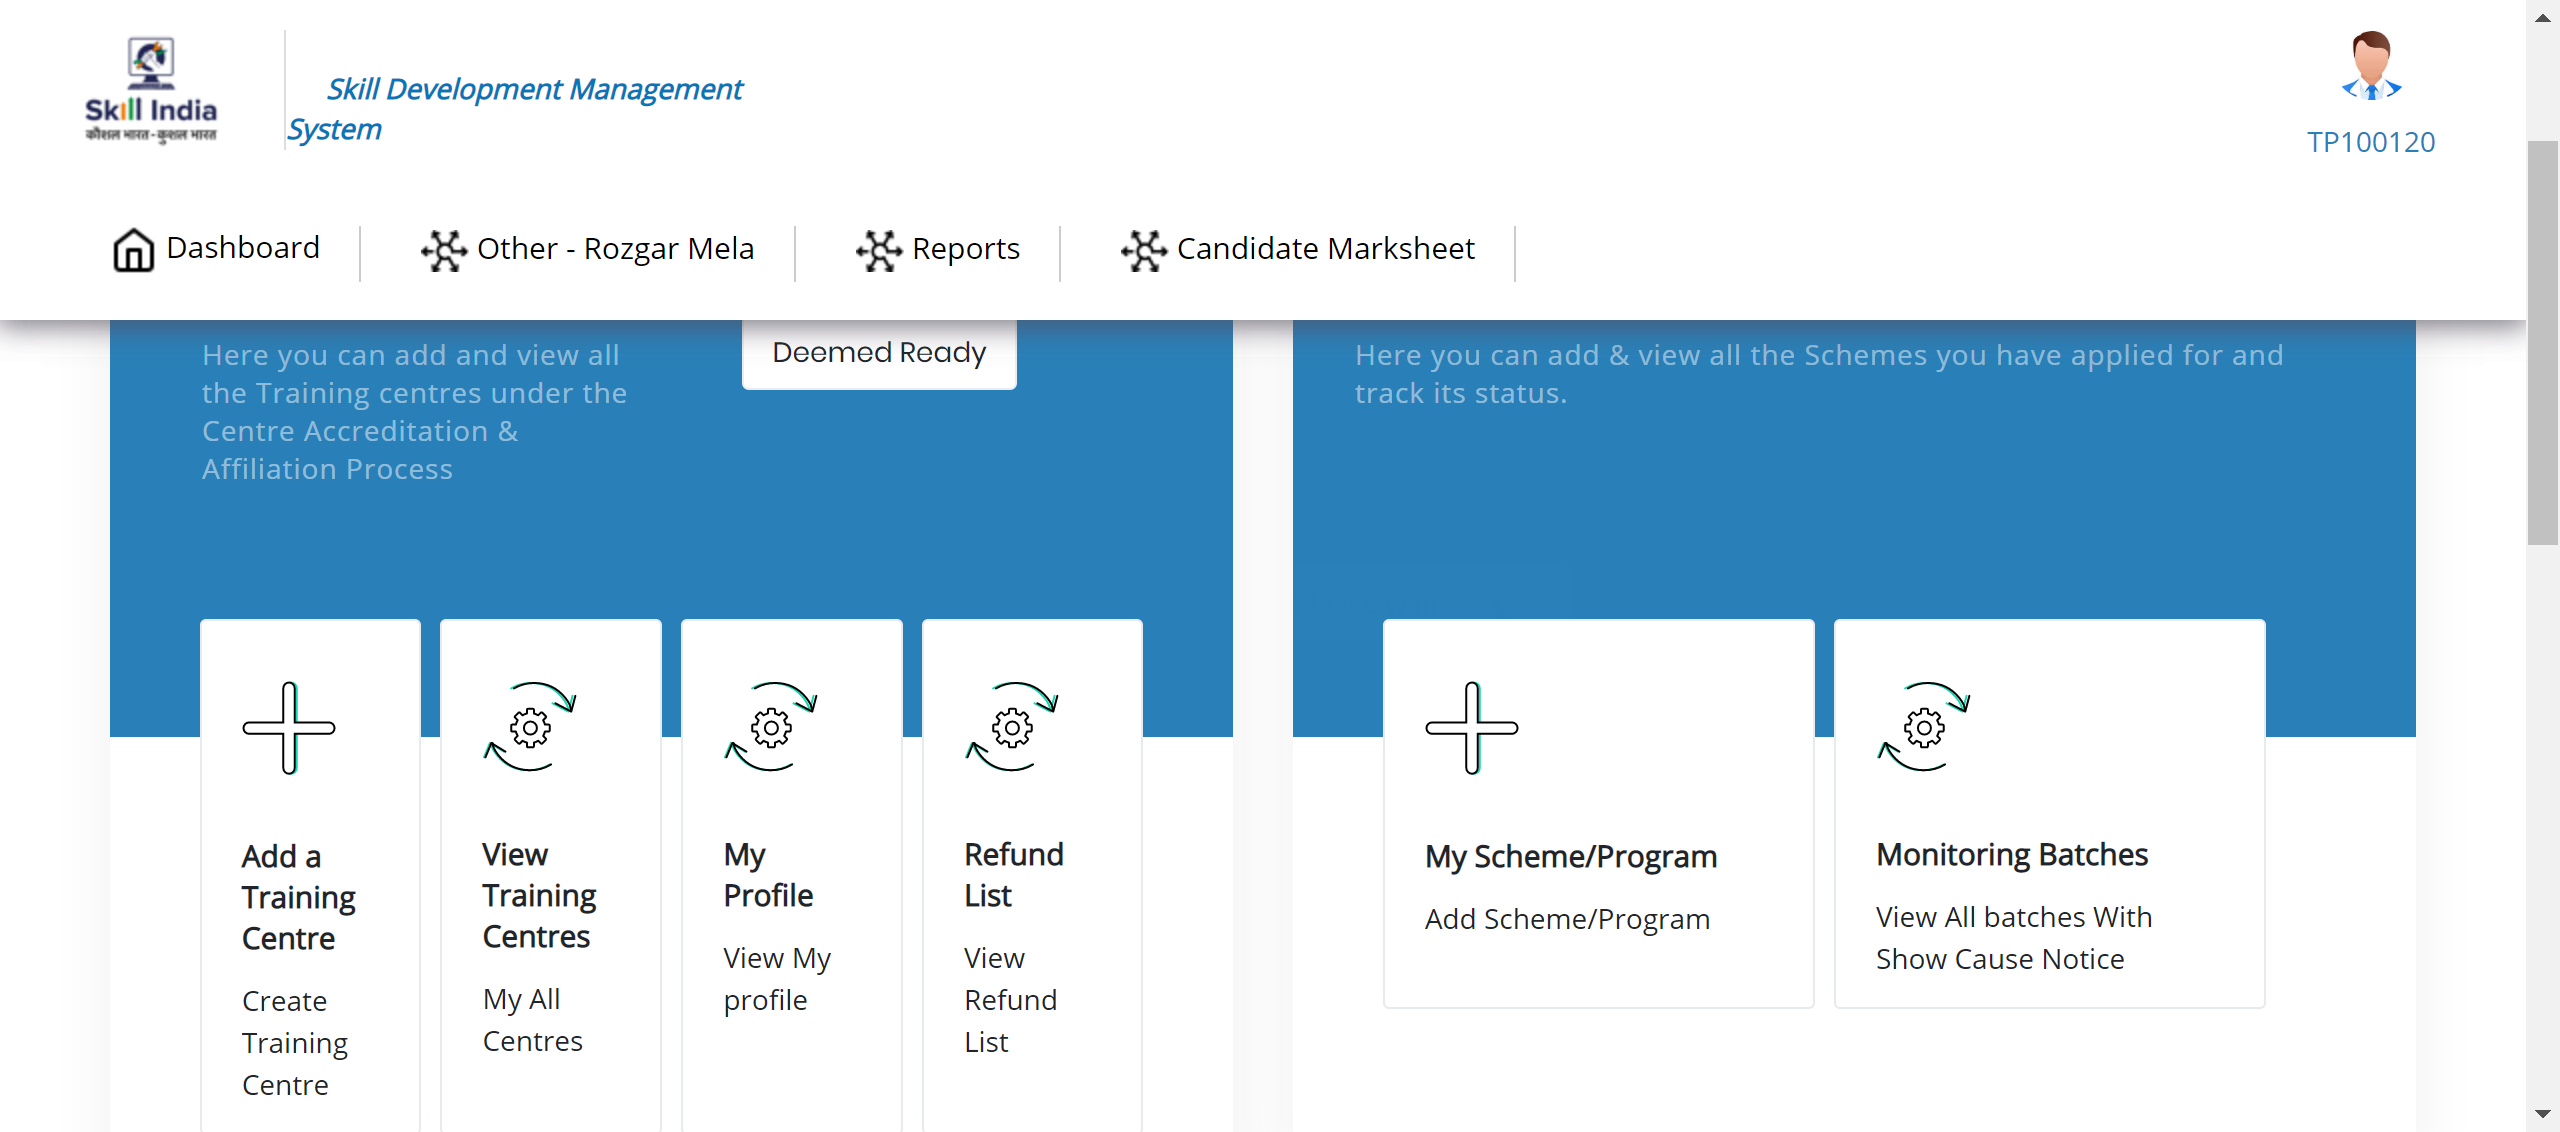 Skill India
कौशल भारत - कुशल भारत
Skill Development Management
System
TP100120
Dashboard
Other - Rozgar Mela
Reports
Candidate Marksheet
Here you can add and view all
the Training centres under the
Centre Accreditation &
Affiliation Process
Deemed Ready
Here you can add & view all the Schemes you have applied for and
track its status.
Add a
Training
Centre
Create
Training
Centre
View
Training
Centres
My All
Centres
My
Profile
View My
profile
Refund
List
View
Refund
List
My Scheme/Program
Add Scheme/Program
Monitoring Batches
View All batches With
Show Cause Notice